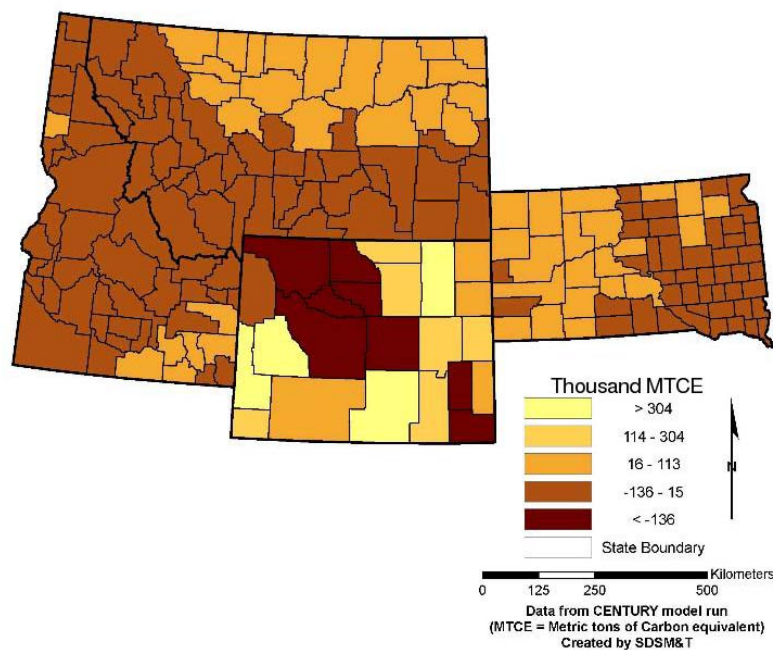 Thousand MTCE
> 304
114 - 304
16 - 113
-136 - 15
< -136
State Boundary
N
Kilometers
0 125 250 500
Data from CENTURY model run
(MTCE = Metric tons of Carbon equivalent)
Created by SDSM&T